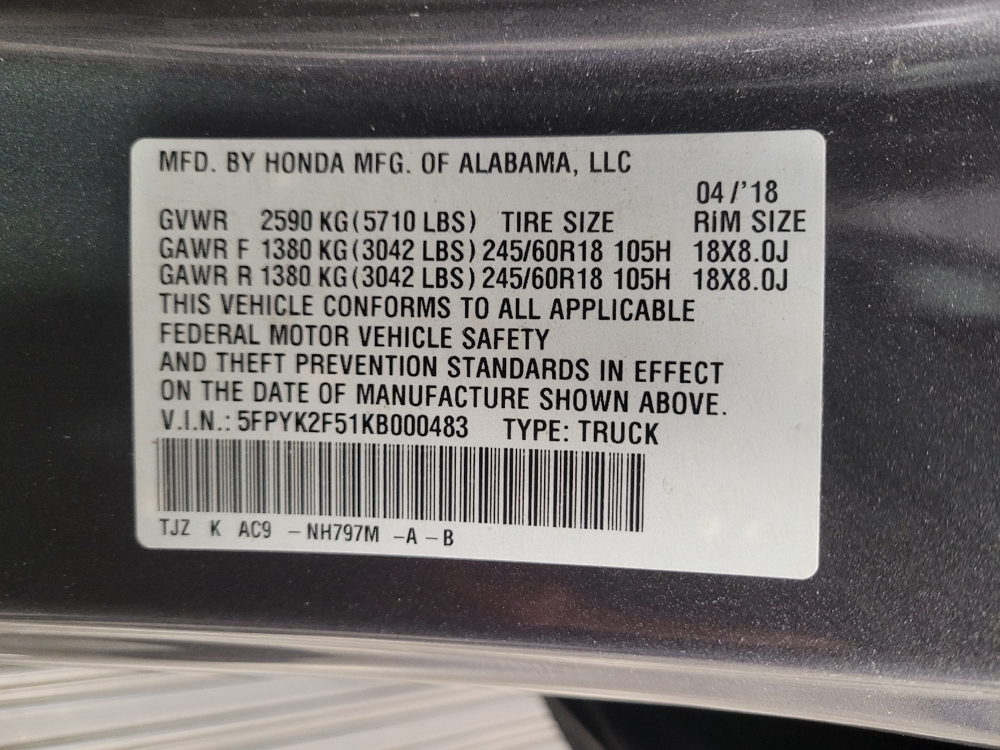 MFD. BY HONDA MFG. OF ALABAMA, LLC
04/'18
GVWR 2590 KG(5710 LBS) TIRE SIZE RIM SIZE
GAWR F 1380 KG(3042 LBS) 245/60R18 105H 18X8.0J
GAWR R 1380 KG(3042 LBS) 245/60R18 105H 18X8.0J
THIS VEHICLE CONFORMS TO ALL APPLICABLE
FEDERAL MOTOR VEHICLE SAFETY
AND THEFT PREVENTION STANDARDS IN EFFECT
ON THE DATE OF MANUFACTURE SHOWN ABOVE.
V.I.N.: 5FPYK2F51KB000483 TYPE: TRUCK
TJZ K AC9 -NH797M -A-B